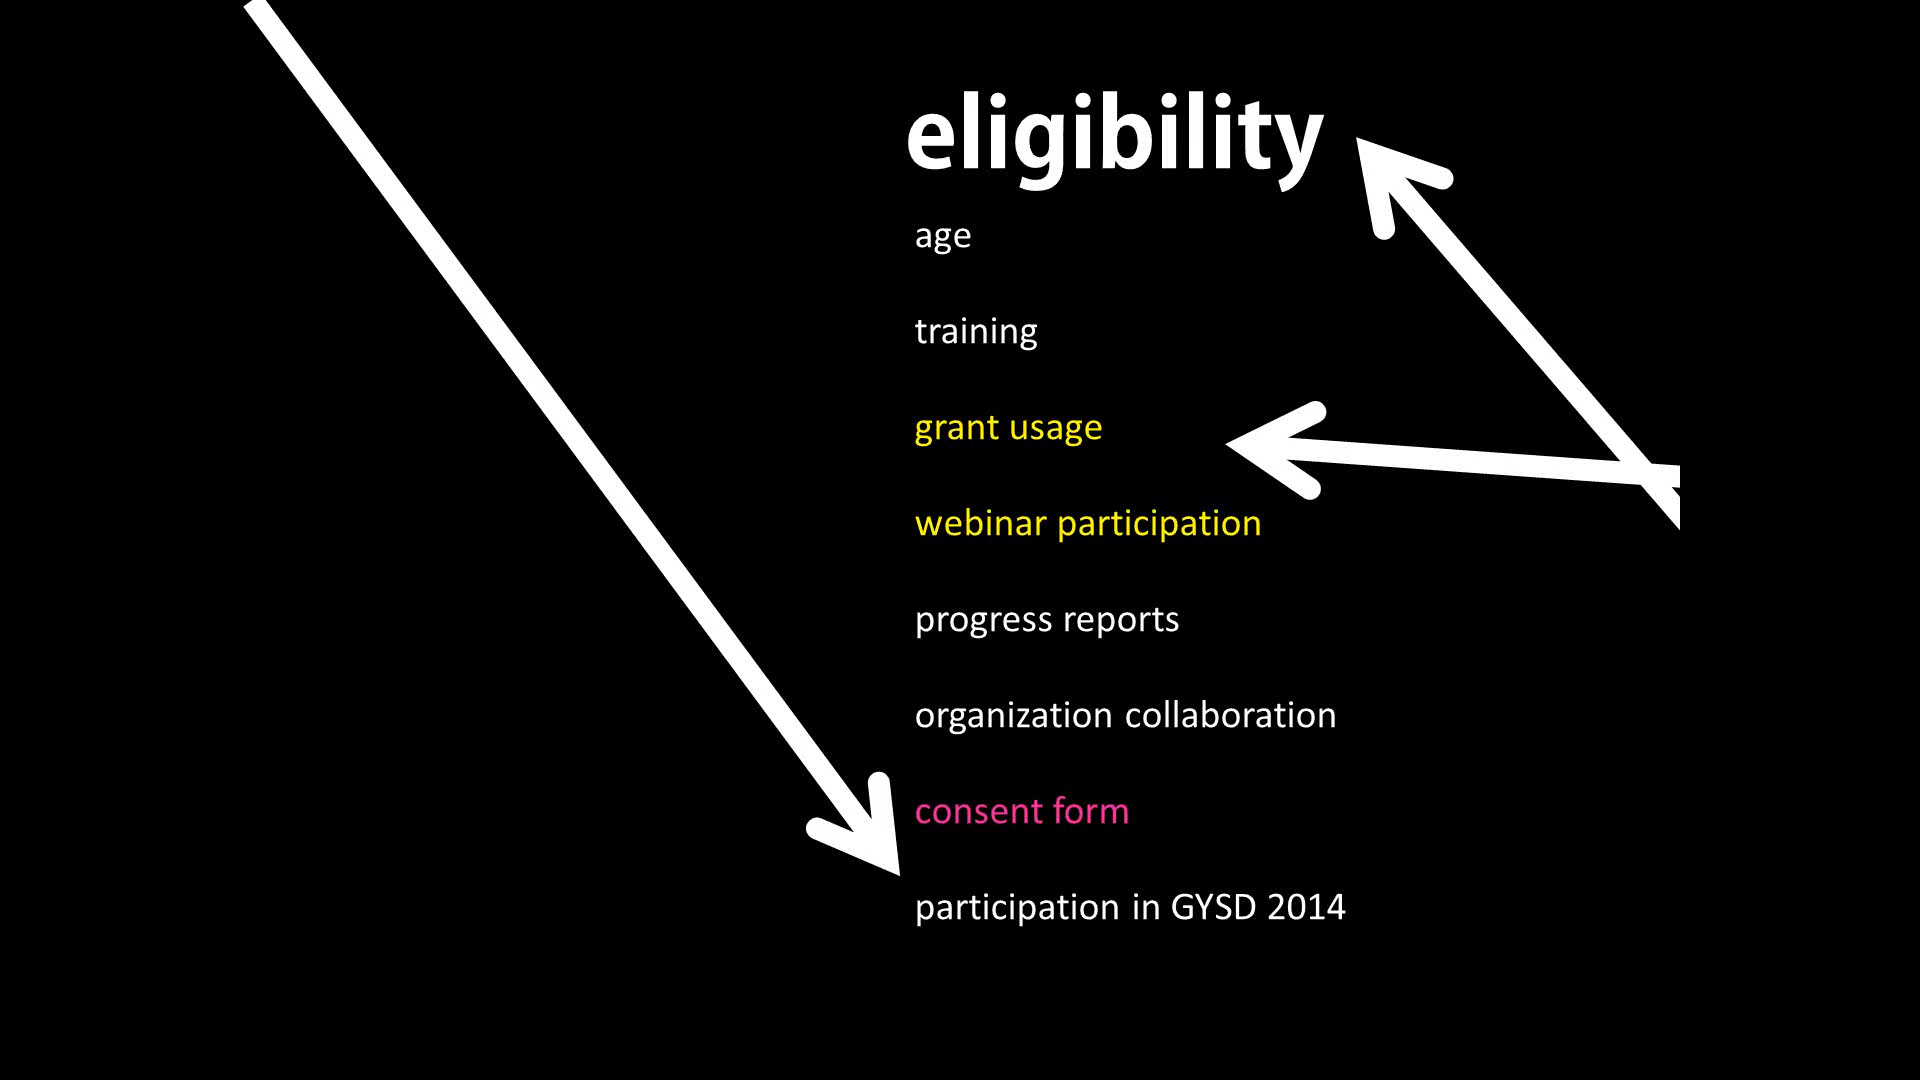 eligibility
age
training
grant usage
webinar participation
progress reports
organization collaboration
consent form
participation in GYSD 2014